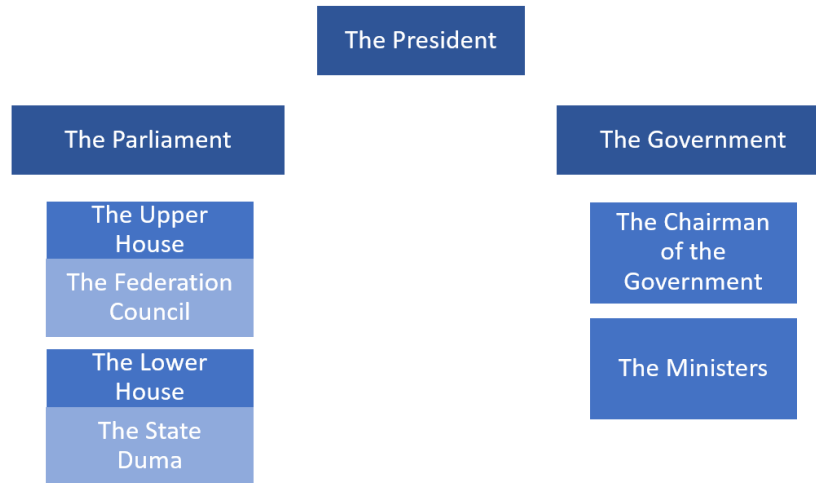 The President
The Parliament
The Government
The Upper
House
The Federation
Council
The Lower
House
The State
Duma
The Chairman
of the
Government
The Ministers